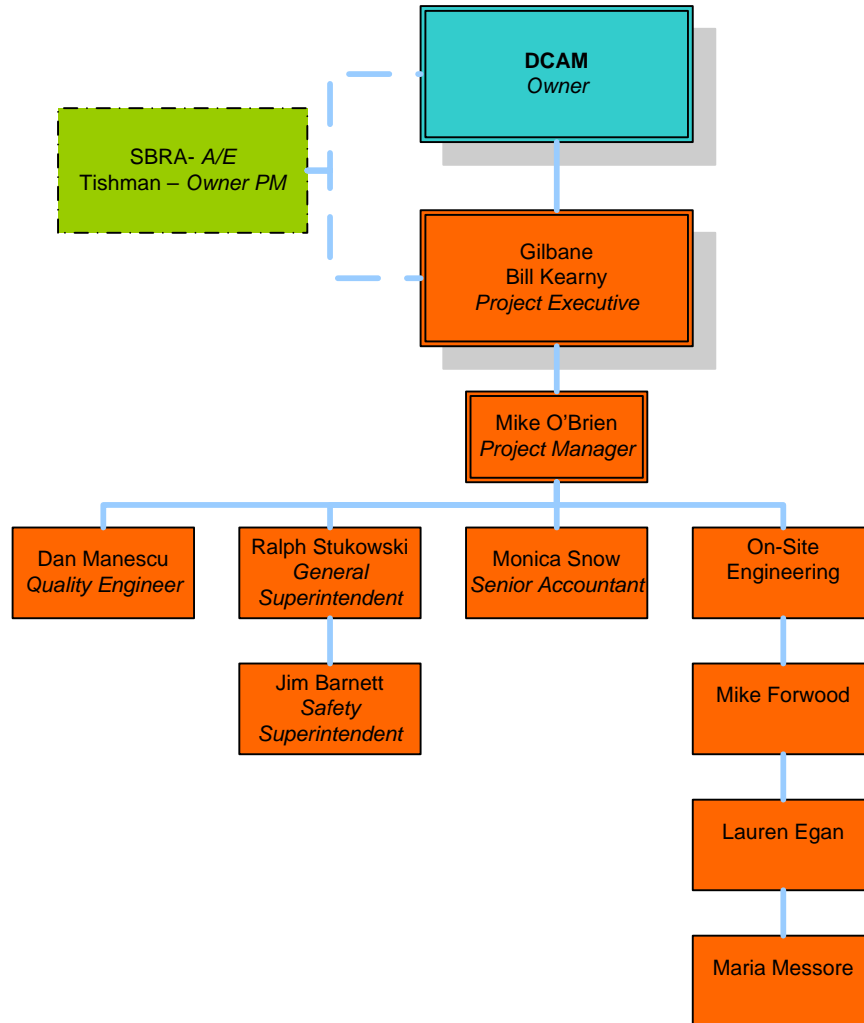 DCAM
Owner
SBRA- A/E
Tishman – Owner PM
Gilbane
Bill Kearny
Project Executive
Mike O’Brien
Project Manager
Dan Manescu
Quality Engineer
Ralph Stukowski
General
Superintendent
Monica Snow
Senior Accountant
On-Site
Engineering
Jim Barnett
Safety
Superintendent
Mike Forwood
Lauren Egan
Maria Messore